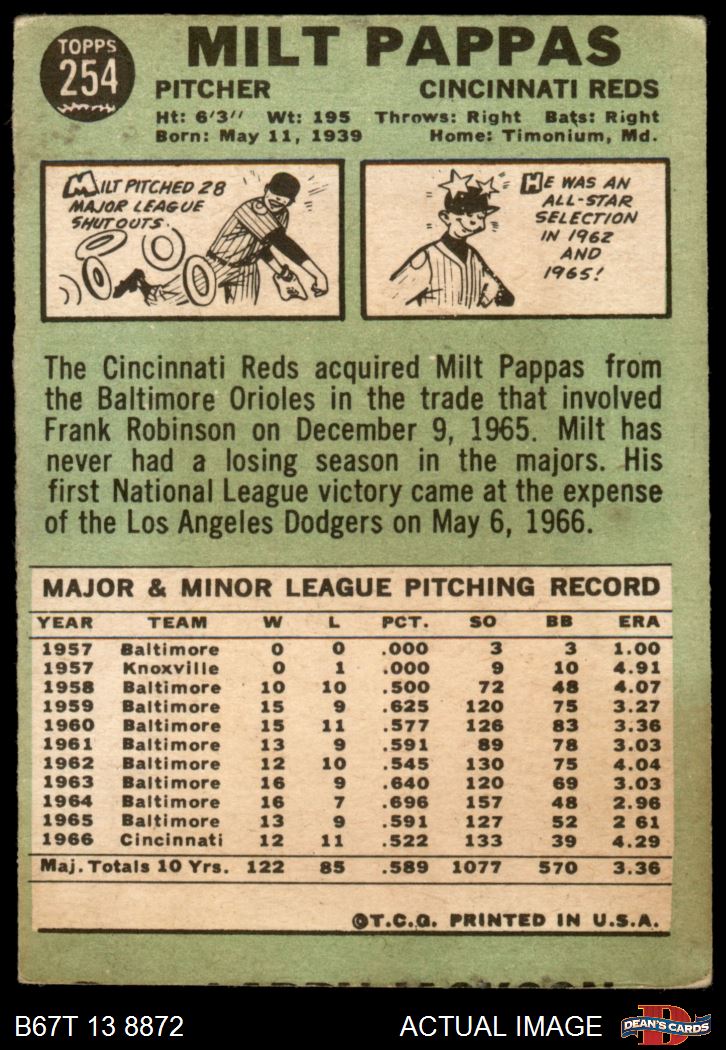 TOPPS
254
MILT PAPPAS
PITCHER CINCINNATI REDS
Ht: 6'3" Wt: 195 Throws: Right Bats: Right
Born: May 11, 1939 Home: Timonium, Md.
MILT PITCHED 28
MAJOR LEAGUE
SHUTOUTS.
HE WAS AN
ALL-STAR
SELECTION
IN 1962
AND
1965!
The Cincinnati Reds acquired Milt Pappas from
the Baltimore Orioles in the trade that involved
Frank Robinson on December 9, 1965. Milt has
never had a losing season in the majors. His
first National League victory came at the expense
of the Los Angeles Dodgers on May 6, 1966.
MAJOR & MINOR LEAGUE PITCHING RECORD
YEAR TEAM W L PCT. SO BB ERA
1957 Baltimore 0 0 .000 3 3 1.00
1957 Knoxville 0 1 .000 9 10 4.91
1958 Baltimore 10 10 .500 72 48 4.07
1959 Baltimore 15 9 .625 120 75 3.27
1960 Baltimore 15 11 .577 126 83 3.36
1961 Baltimore 13 9 .591 89 78 3.03
1962 Baltimore 12 10 .545 130 75 4.04
1963 Baltimore 16 9 .640 120 69 3.03
1964 Baltimore 16 7 .696 157 48 2.96
1965 Baltimore 13 9 .591 127 52 2 61
1966 Cincinnati 12 11 .522 133 39 4.29
Maj. Totals 10 Yrs. 122 85 .589 1077 570 3.36
©T.C.G. PRINTED IN U.S.A.
B67T 13 8872 ACTUAL IMAGE
D
DEAN'S CARDS